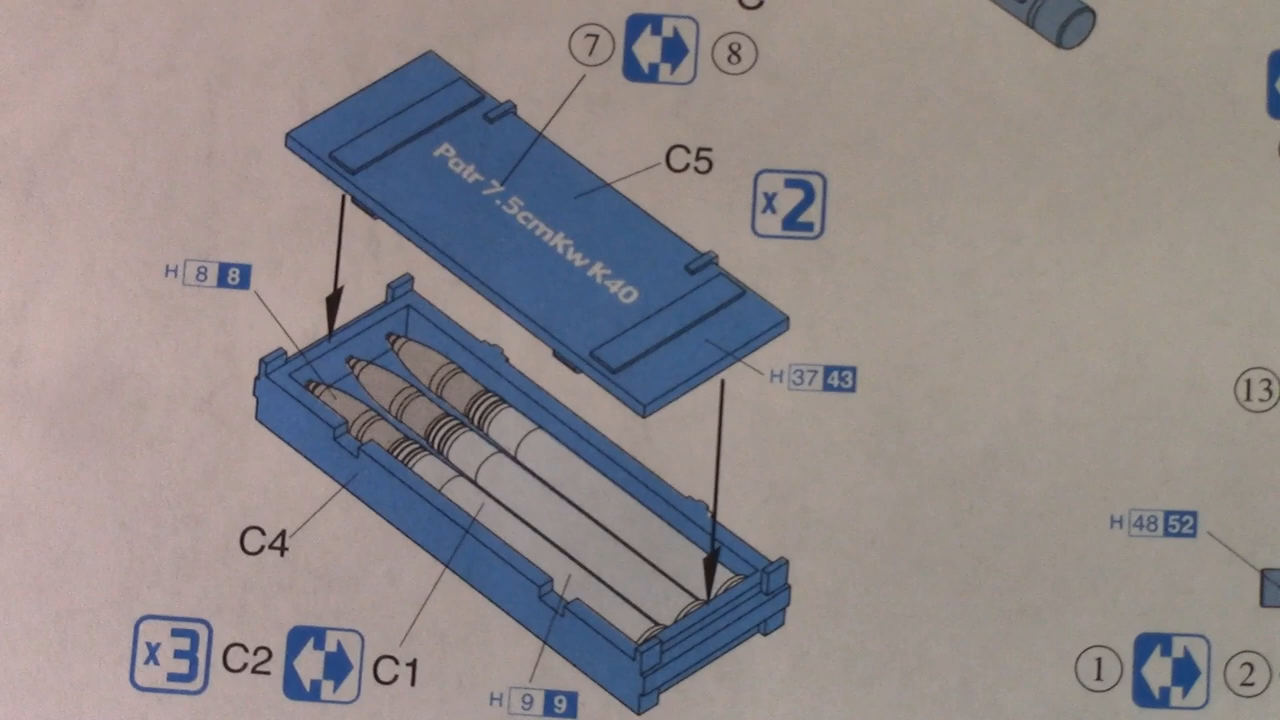 7 8
C5
x2
Patr 7.5cmKw K40
H 8 8
H 37 43
13
H 48 52
C4
x3 C2 C1
H 9 9
1 2